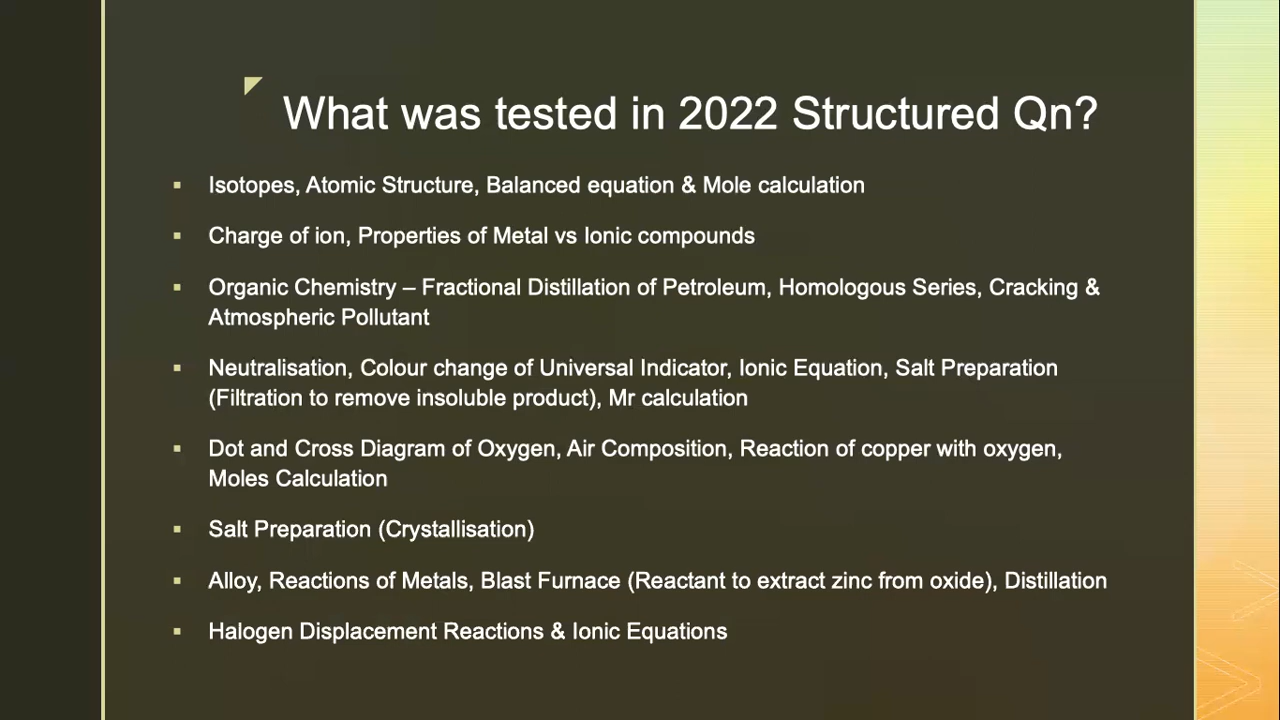 What was tested in 2022 Structured Qn?
▪ Isotopes, Atomic Structure, Balanced equation & Mole calculation
▪ Charge of ion, Properties of Metal vs Ionic compounds
▪ Organic Chemistry – Fractional Distillation of Petroleum, Homologous Series, Cracking &
Atmospheric Pollutant
▪ Neutralisation, Colour change of Universal Indicator, Ionic Equation, Salt Preparation
(Filtration to remove insoluble product), Mr calculation
▪ Dot and Cross Diagram of Oxygen, Air Composition, Reaction of copper with oxygen,
Moles Calculation
▪ Salt Preparation (Crystallisation)
▪ Alloy, Reactions of Metals, Blast Furnace (Reactant to extract zinc from oxide), Distillation
▪ Halogen Displacement Reactions & Ionic Equations